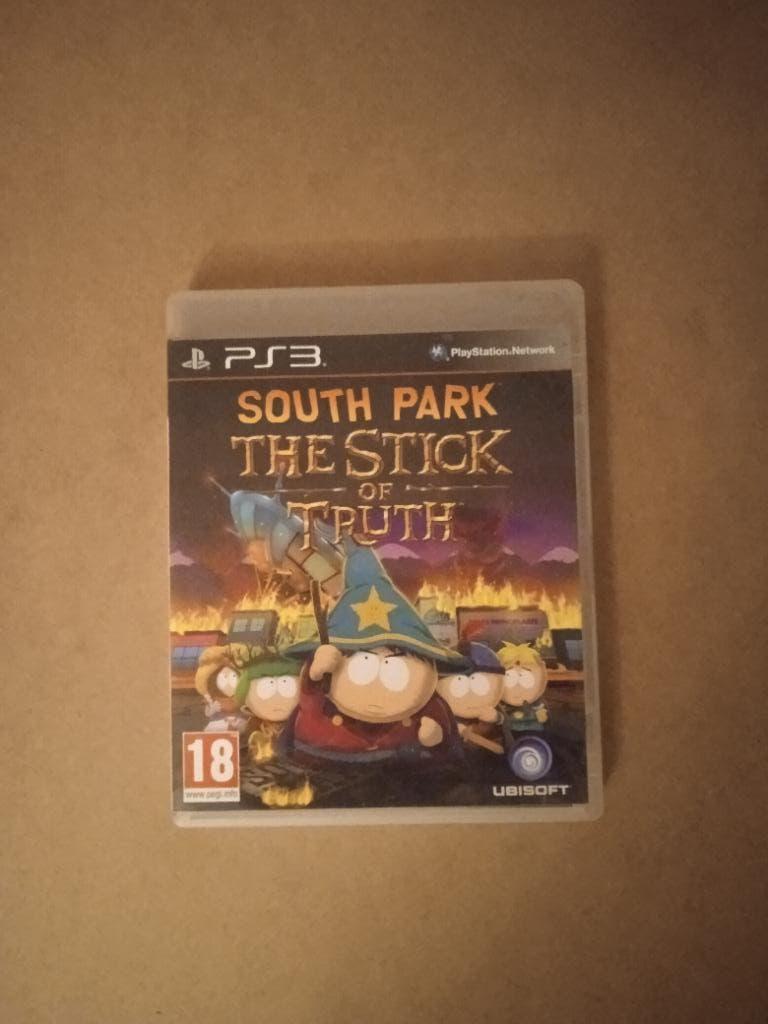 PS3
PlayStation®Network
SOUTH PARK
THE STICK
OF
TRUTH
18
www.pegi.info
UBISOFT